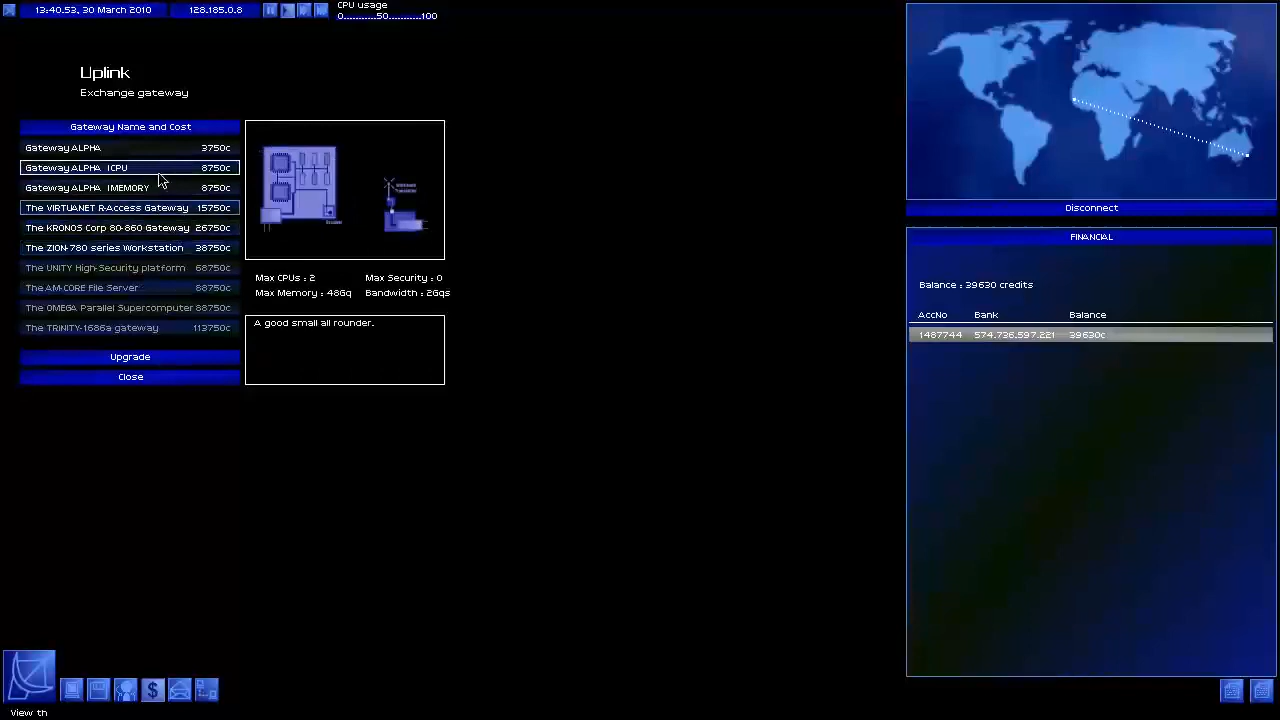 13:40.53, 30 March 2010
128.185.0.8
CPU usage
0.........50.........100
Uplink
Exchange gateway
Gateway Name and Cost
Gateway ALPHA 3750c
Gateway ALPHA ICPU 8750c
Gateway ALPHA IMEMORY 8750c
The VIRTUANET R-Access Gateway 15750c
The KRONOS Corp 80-860 Gateway 26750c
The ZION-780 series Workstation 38750c
The UNITY High-Security platform 68750c
The AM-CORE File Server 88750c
The OMEGA Parallel Supercomputer 88750c
The TRINITY-1686a gateway 113750c
Upgrade
Close
Max CPUs : 2
Max Security : 0
Max Memory : 48Gq
Bandwidth : 2Gqs
A good small all rounder.
Disconnect
FINANCIAL
Balance : 39630 credits
AccNo Bank Balance
1487744 574.736.597.221 39630c
$
View th